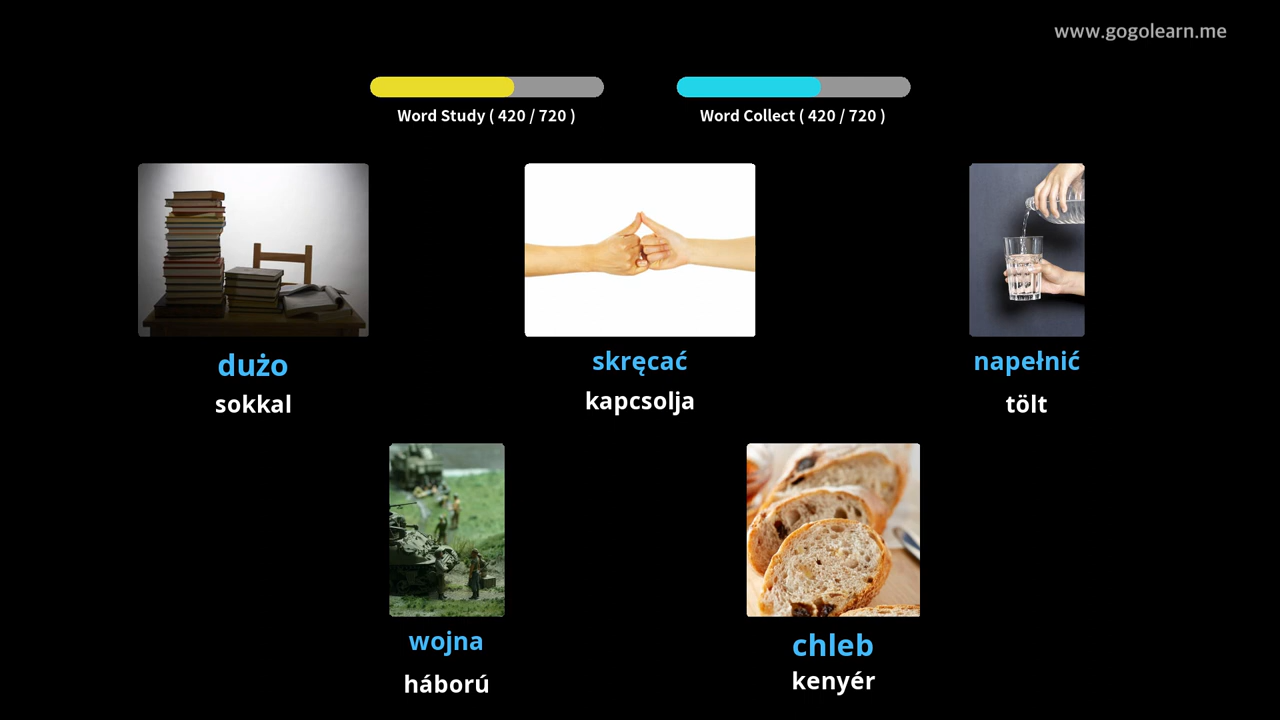 www.gogolearn.me
Word Study ( 420 / 720 )
Word Collect ( 420 / 720 )
dużo
sokkal
skręcać
kapcsolja
napełnić
tölt
wojna
háború
chleb
kenyér